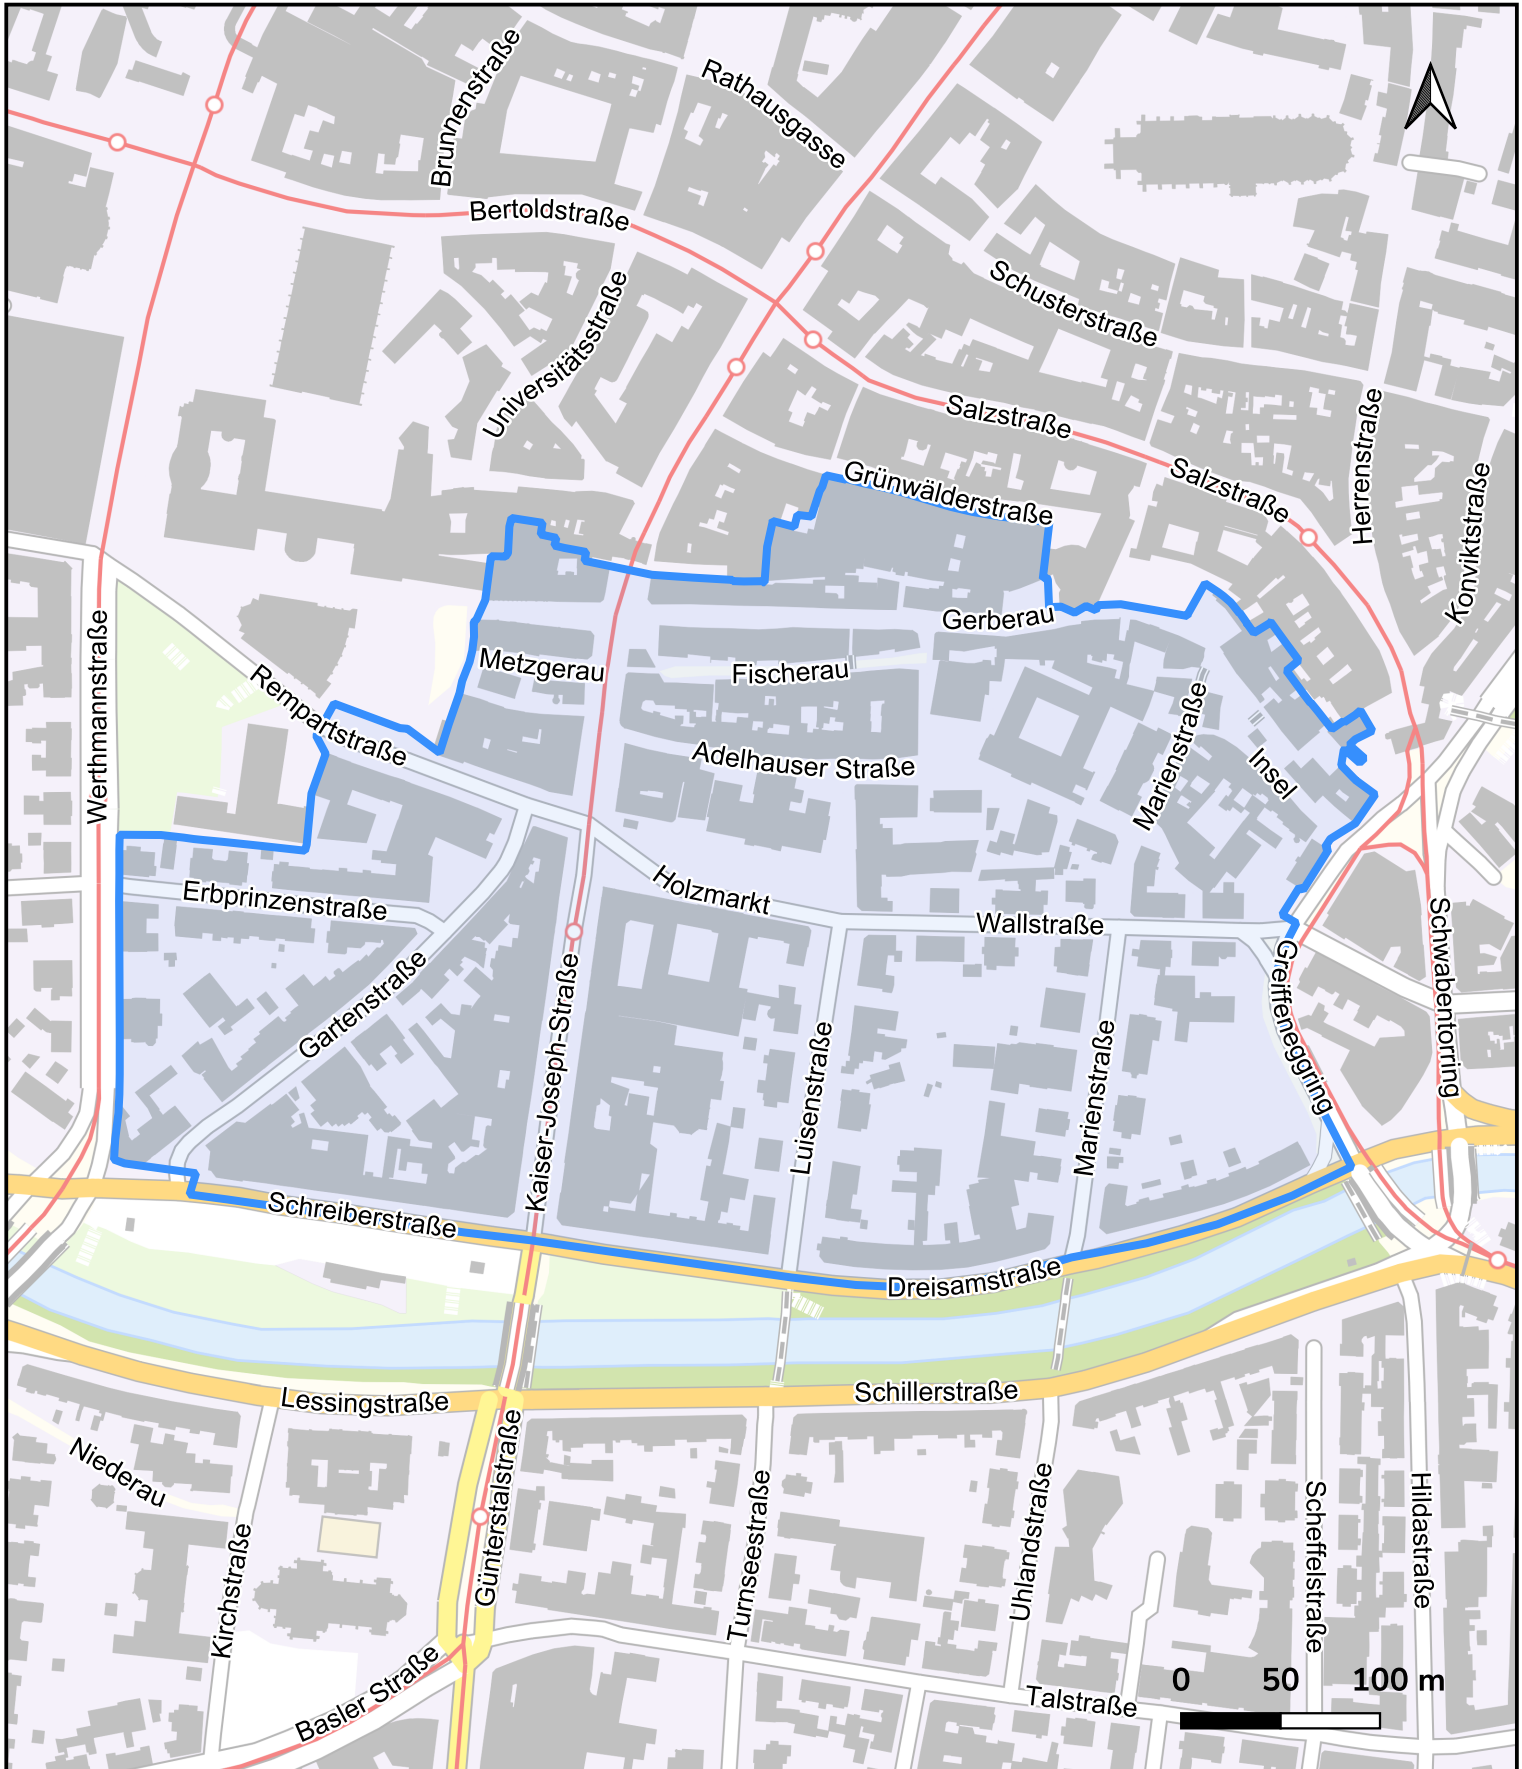 Brunnenstraße
Rathausgasse
Bertoldstraße
Schusterstraße
Universitätsstraße
Salzstraße
Herrenstraße
Salzstraße
Grünwälderstraße
Konviktstraße
Gerberau
Werthmannstraße
Metzgerau
Fischerau
Rempartstraße
Marienstraße
Adelhauser Straße
Insel
Erbprinzenstraße
Holzmarkt
Wallstraße
Schwabentorring
Gartenstraße
Kaiser-Joseph-Straße
Greiffeneggring
Luisenstraße
Marienstraße
Schreiberstraße
Dreisamstraße
Lessingstraße
Schillerstraße
Niederau
Günterstalstraße
Kirchstraße
Turnseestraße
Uhlandstraße
Scheffelstraße
Hildastraße
Basler Straße
Talstraße
0 50 100 m